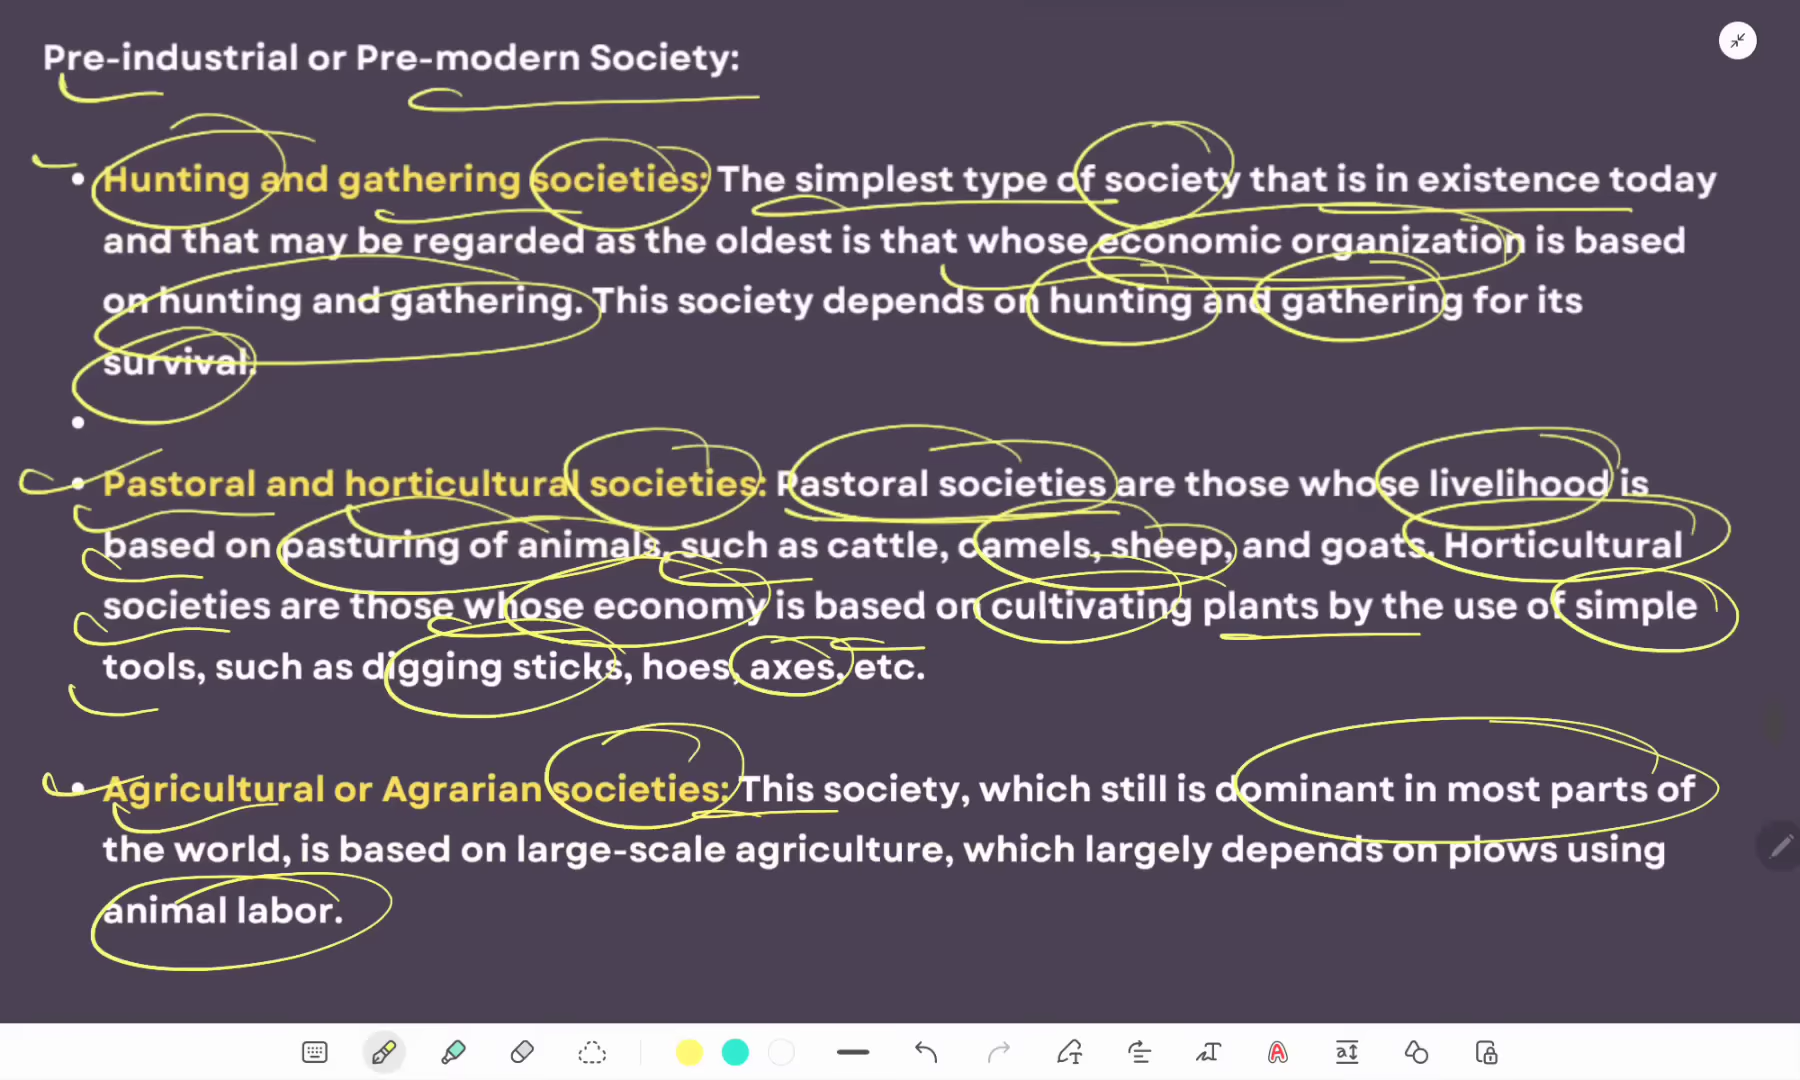 Pre-industrial or Pre-modern Society:
• Hunting and gathering societies: The simplest type of society that is in existence today
and that may be regarded as the oldest is that whose economic organization is based
on hunting and gathering. This society depends on hunting and gathering for its
survival.
•
• Pastoral and horticultural societies: Pastoral societies are those whose livelihood is
based on pasturing of animals, such as cattle, camels, sheep, and goats. Horticultural
societies are those whose economy is based on cultivating plants by the use of simple
tools, such as digging sticks, hoes, axes, etc.
• Agricultural or Agrarian societies: This society, which still is dominant in most parts of
the world, is based on large-scale agriculture, which largely depends on plows using
animal labor.